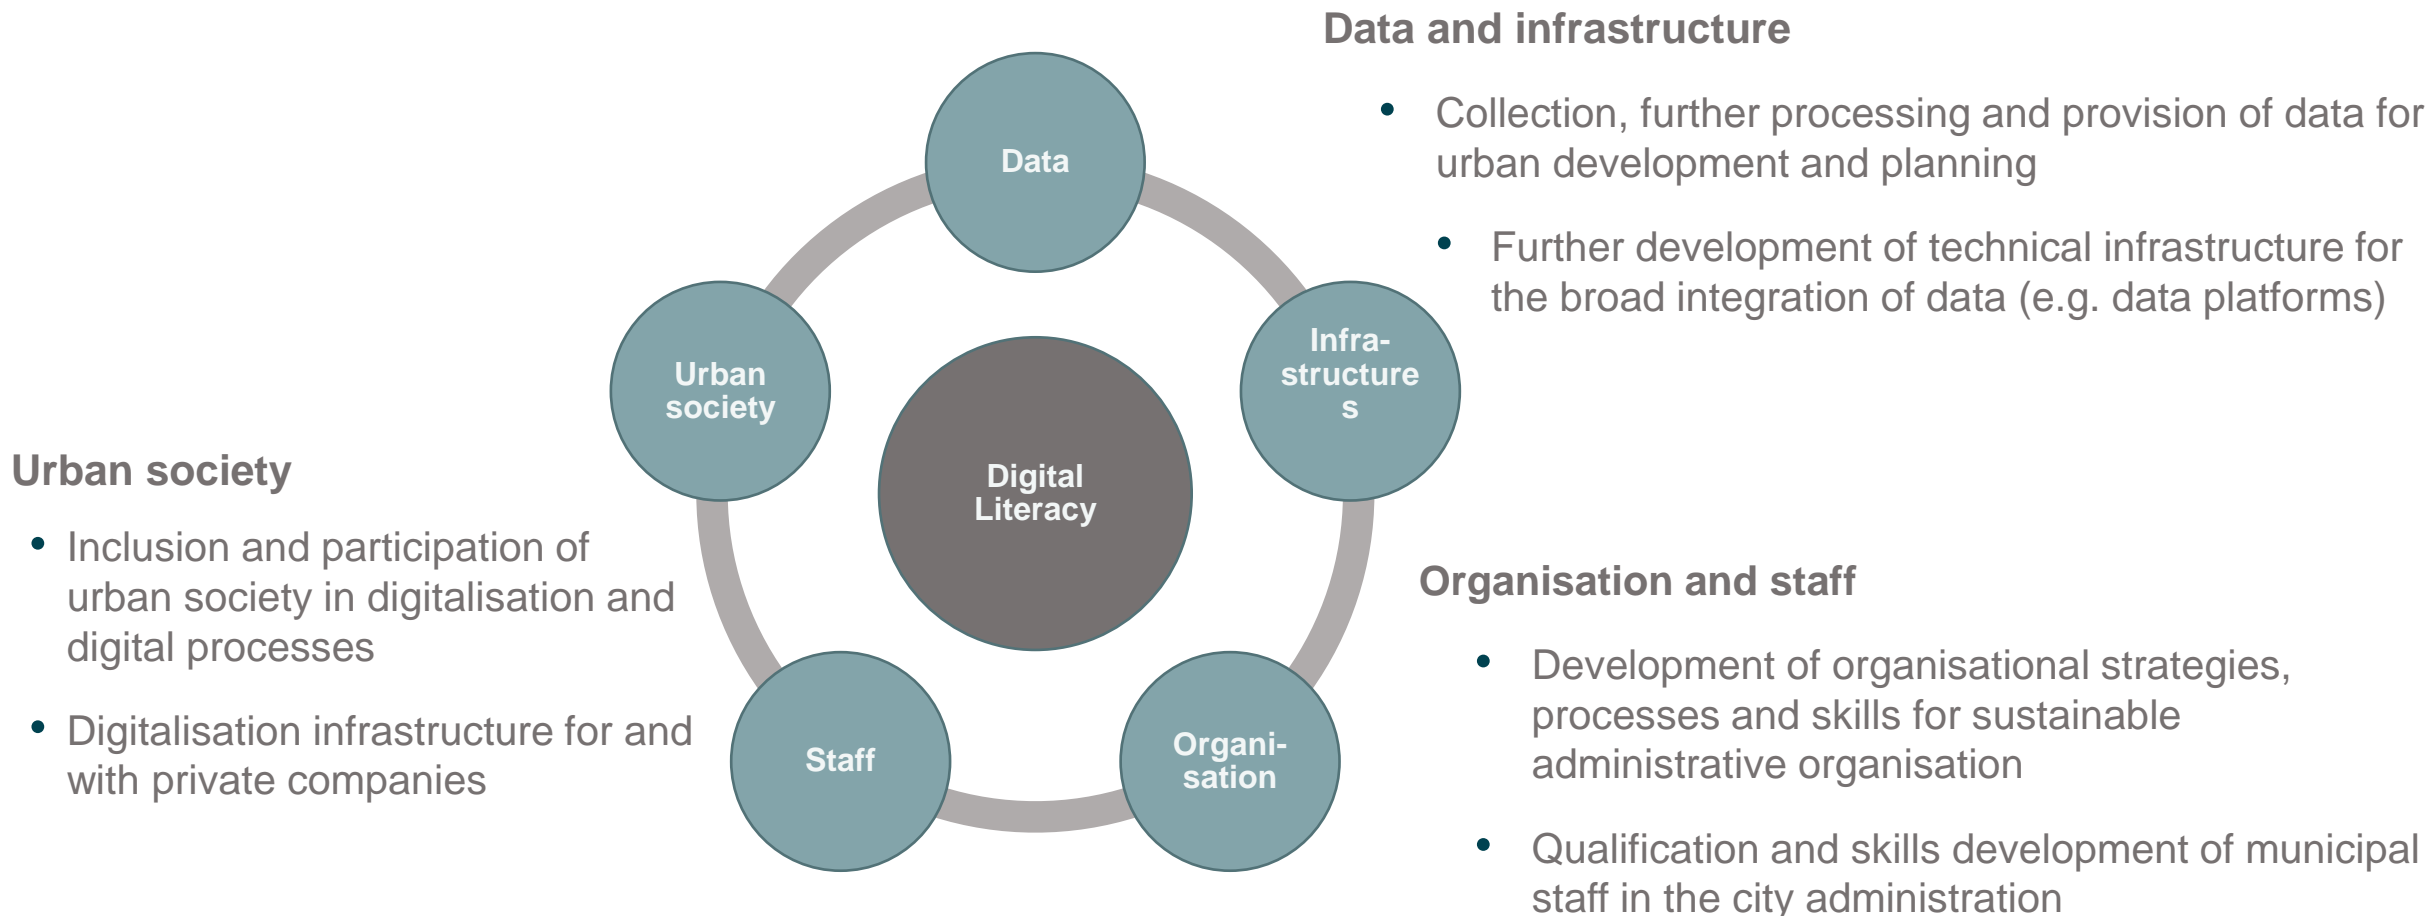 Data and infrastructure
• Collection, further processing and provision of data for
urban development and planning
• Further development of technical infrastructure for
the broad integration of data (e.g. data platforms)
Data
Infra-
structure
s
Urban
society
Digital
Literacy
Staff
Organi-
sation
Urban society
• Inclusion and participation of
urban society in digitalisation and
digital processes
• Digitalisation infrastructure for and
with private companies
Organisation and staff
• Development of organisational strategies,
processes and skills for sustainable
administrative organisation
• Qualification and skills development of municipal
staff in the city administration